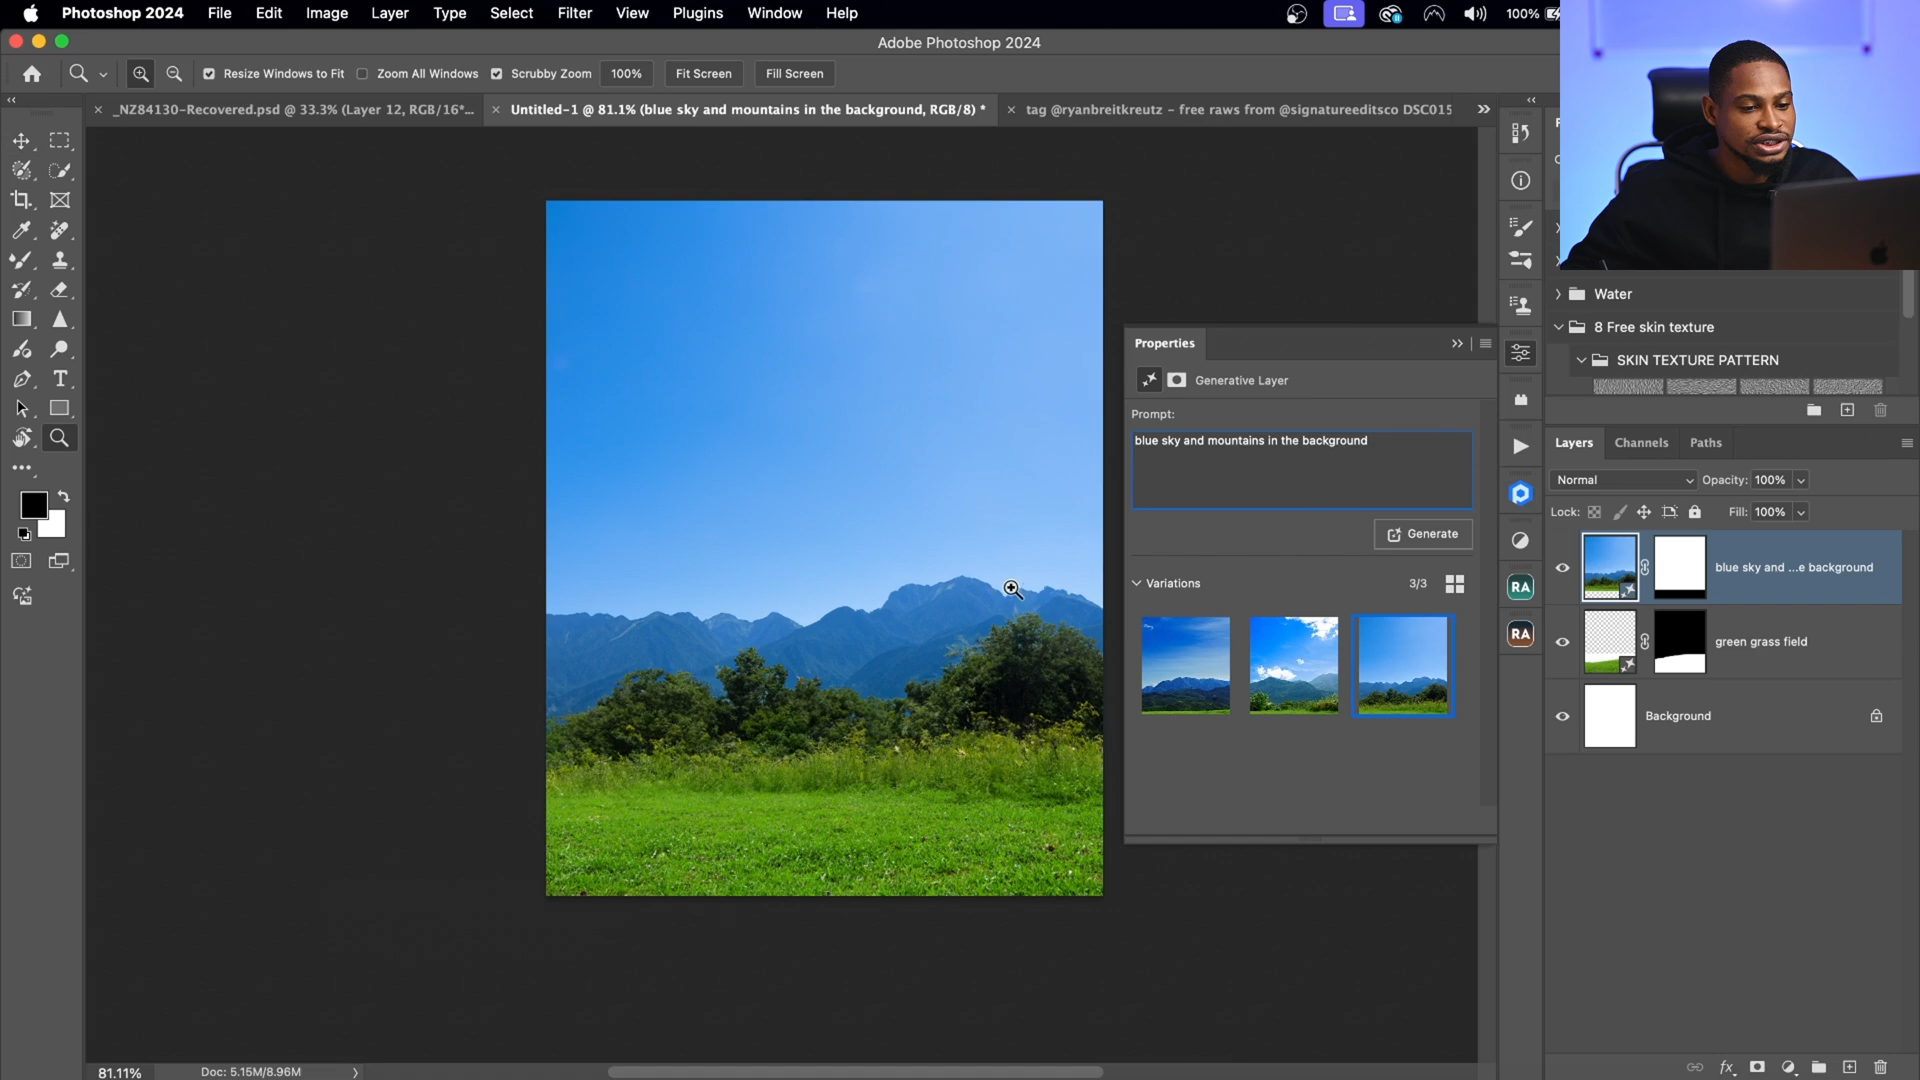 Photoshop 2024 File Edit Image Layer Type Select Filter View Plugins Window Help 100%
Adobe Photoshop 2024
Resize Windows to Fit Zoom All Windows Scrubby Zoom 100% Fit Screen Fill Screen
_NZ84130-Recovered.psd @ 33.3% (Layer 12, RGB/16*... Untitled-1 @ 81.1% (blue sky and mountains in the background, RGB/8) * tag @ryanbreitkreutz - free raws from @signatureeditsco DSC015
Water
8 Free skin texture
SKIN TEXTURE PATTERN
Properties
Generative Layer
Prompt:
blue sky and mountains in the background
Generate
Variations 3/3
Layers Channels Paths
Normal Opacity: 100%
Lock: Fill: 100%
blue sky and ...e background
green grass field
Background
RA
RA
81.11% Doc: 5.15M/8.96M